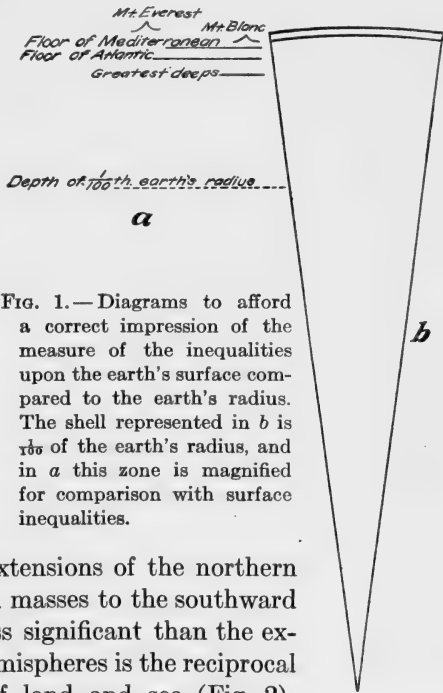 Mt. Everest
Mt. Blanc
Floor of Mediterranean
Floor of Atlantic
Greatest deeps
Depth of 1/100 th. earth's radius
a
b
FIG. 1.—Diagrams to afford
a correct impression of the
measure of the inequalities
upon the earth's surface com-
pared to the earth's radius.
The shell represented in b is
1/100 of the earth's radius, and
in a this zone is magnified
for comparison with surface
inequalities.
xtensions of the northern
masses to the southward
s significant than the ex-
mispheres is the reciprocal
f land and sea (Fig. 2)